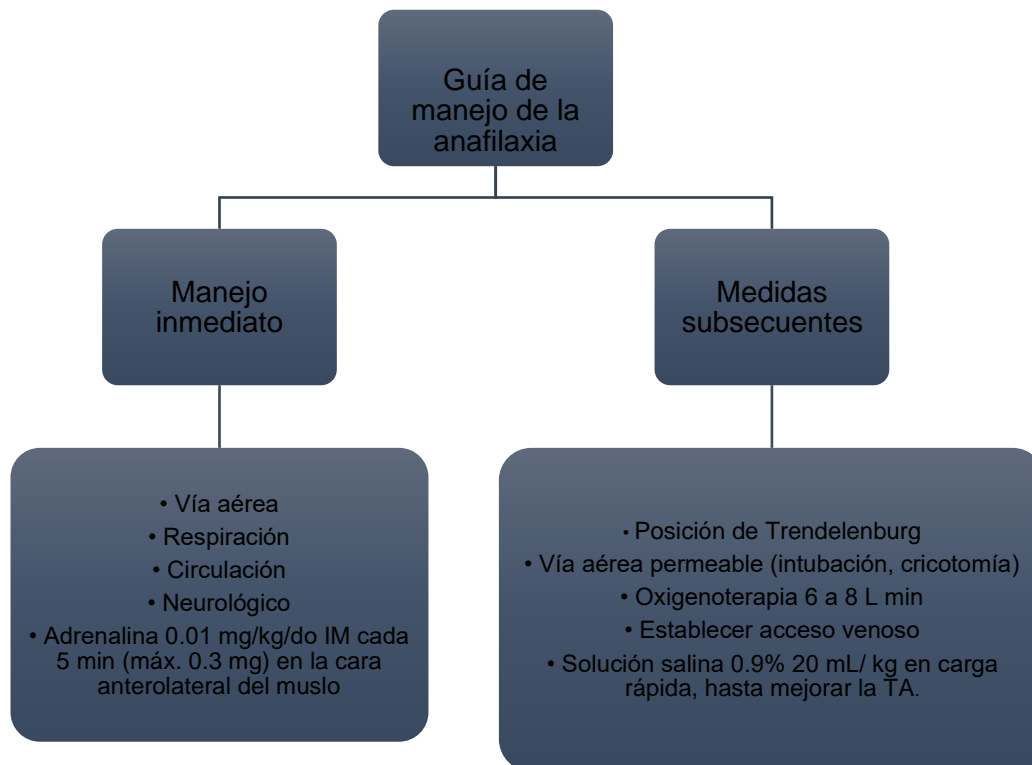 Guía de
manejo de la
anafilaxia
Manejo
inmediato
Medidas
subsecuentes
• Vía aérea
• Respiración
• Circulación
• Neurológico
• Adrenalina 0.01 mg/kg/do IM cada
5 min (máx. 0.3 mg) en la cara
anterolateral del muslo
• Posición de Trendelenburg
• Vía aérea permeable (intubación, cricotomía)
• Oxigenoterapia 6 a 8 L min
• Establecer acceso venoso
• Solución salina 0.9% 20 mL/ kg en carga
rápida, hasta mejorar la TA.